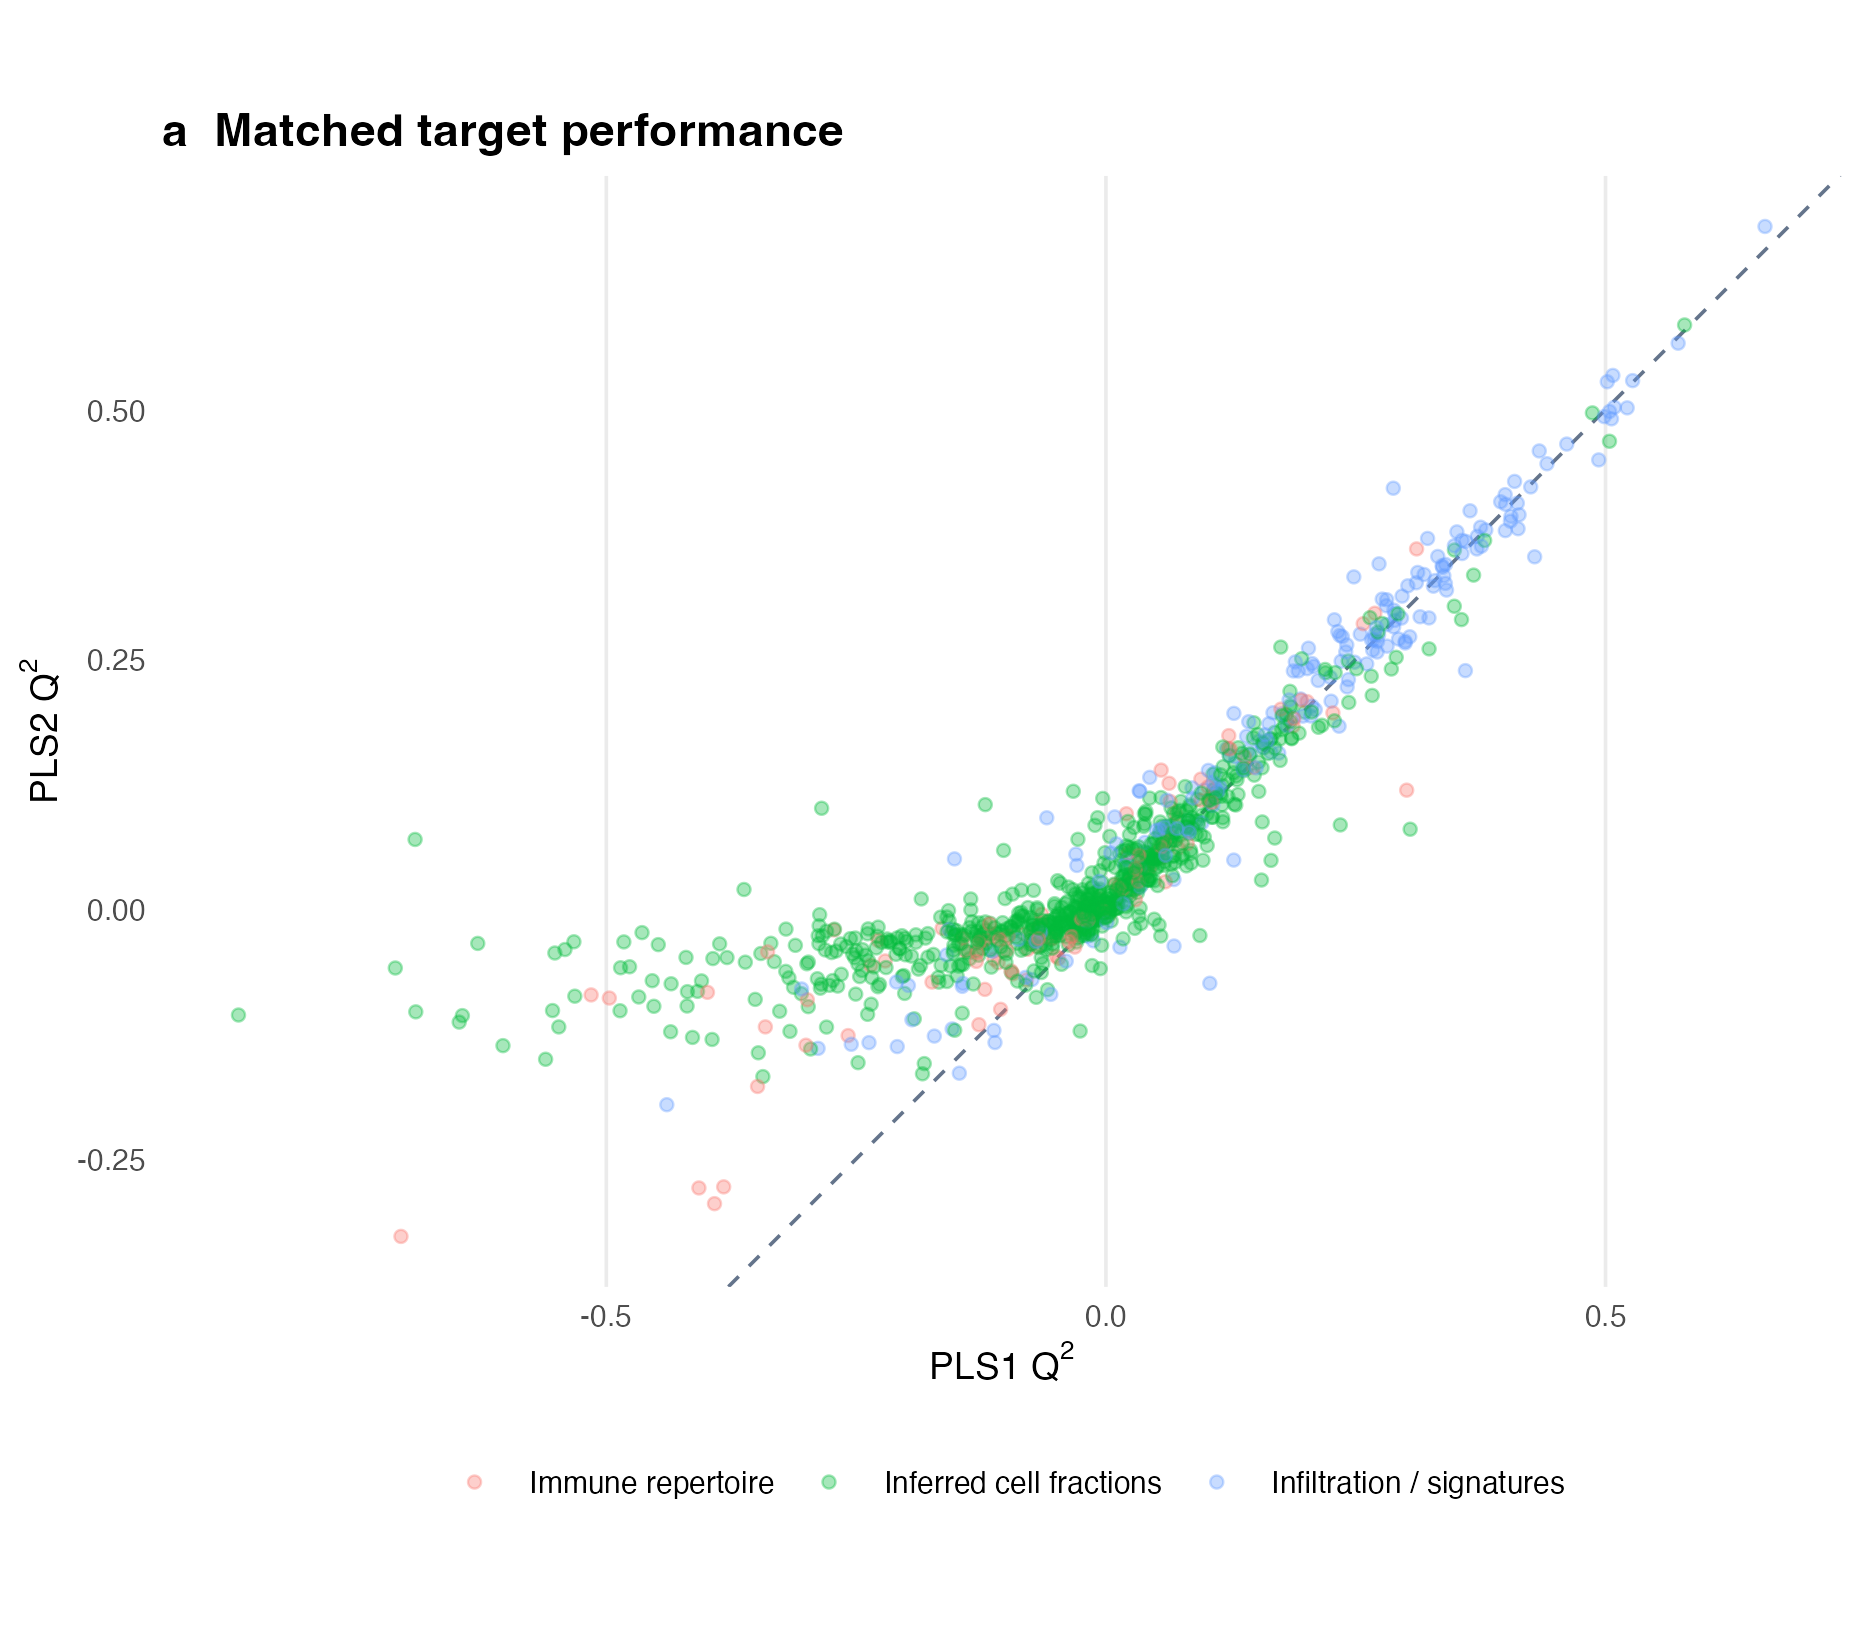 a Matched target performance
PLS2 Q²
0.50
0.25
0.00
-0.25
-0.5
0.0
0.5
PLS1 Q²
Immune repertoire
Inferred cell fractions
Infiltration / signatures